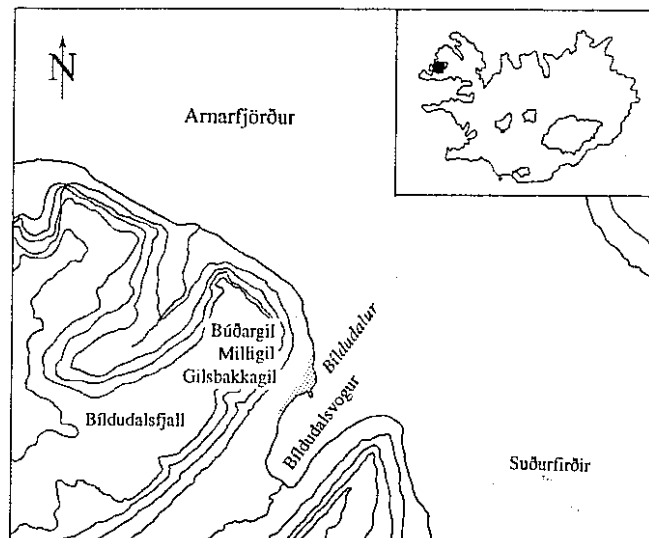 N
Arnarfjörður
Búðargil
Milligil
Gilsbakkagil
Bíldudalur
Bíldudalsfjall
Bíldudalsvogur
Suðurfirðir